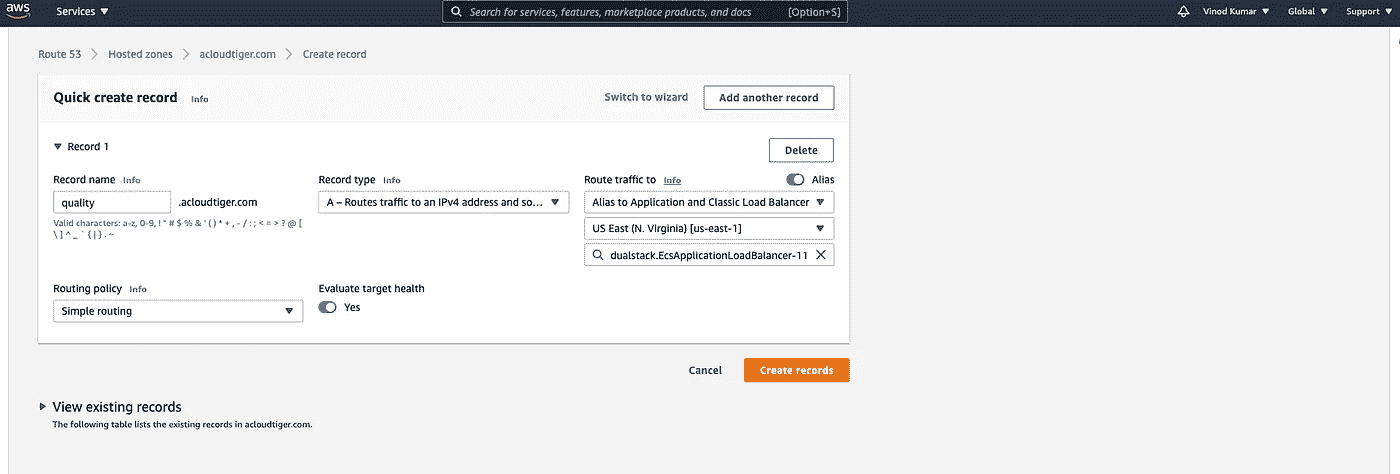 aws Services Search for services, features, marketplace products, and docs [Option+S] Vinod Kumar Global Support
Route 53 > Hosted zones > acloudtiger.com > Create record
Quick create record Info Switch to wizard Add another record
Record 1 Delete
Record name Info Record type Info Route traffic to Info Alias
quality .acloudtiger.com A – Routes traffic to an IPv4 address and so... Alias to Application and Classic Load Balancer
Valid characters: a-z, 0-9, ! " # $ % & ' ( ) * + , - / : ; < = > ? @ [
\ ] ^ _ ` { | } . ~
US East (N. Virginia) [us-east-1]
dualstack.EcsApplicationLoadBalancer-11
Routing policy Info Evaluate target health
Simple routing Yes
Cancel Create records
View existing records
The following table lists the existing records in acloudtiger.com.